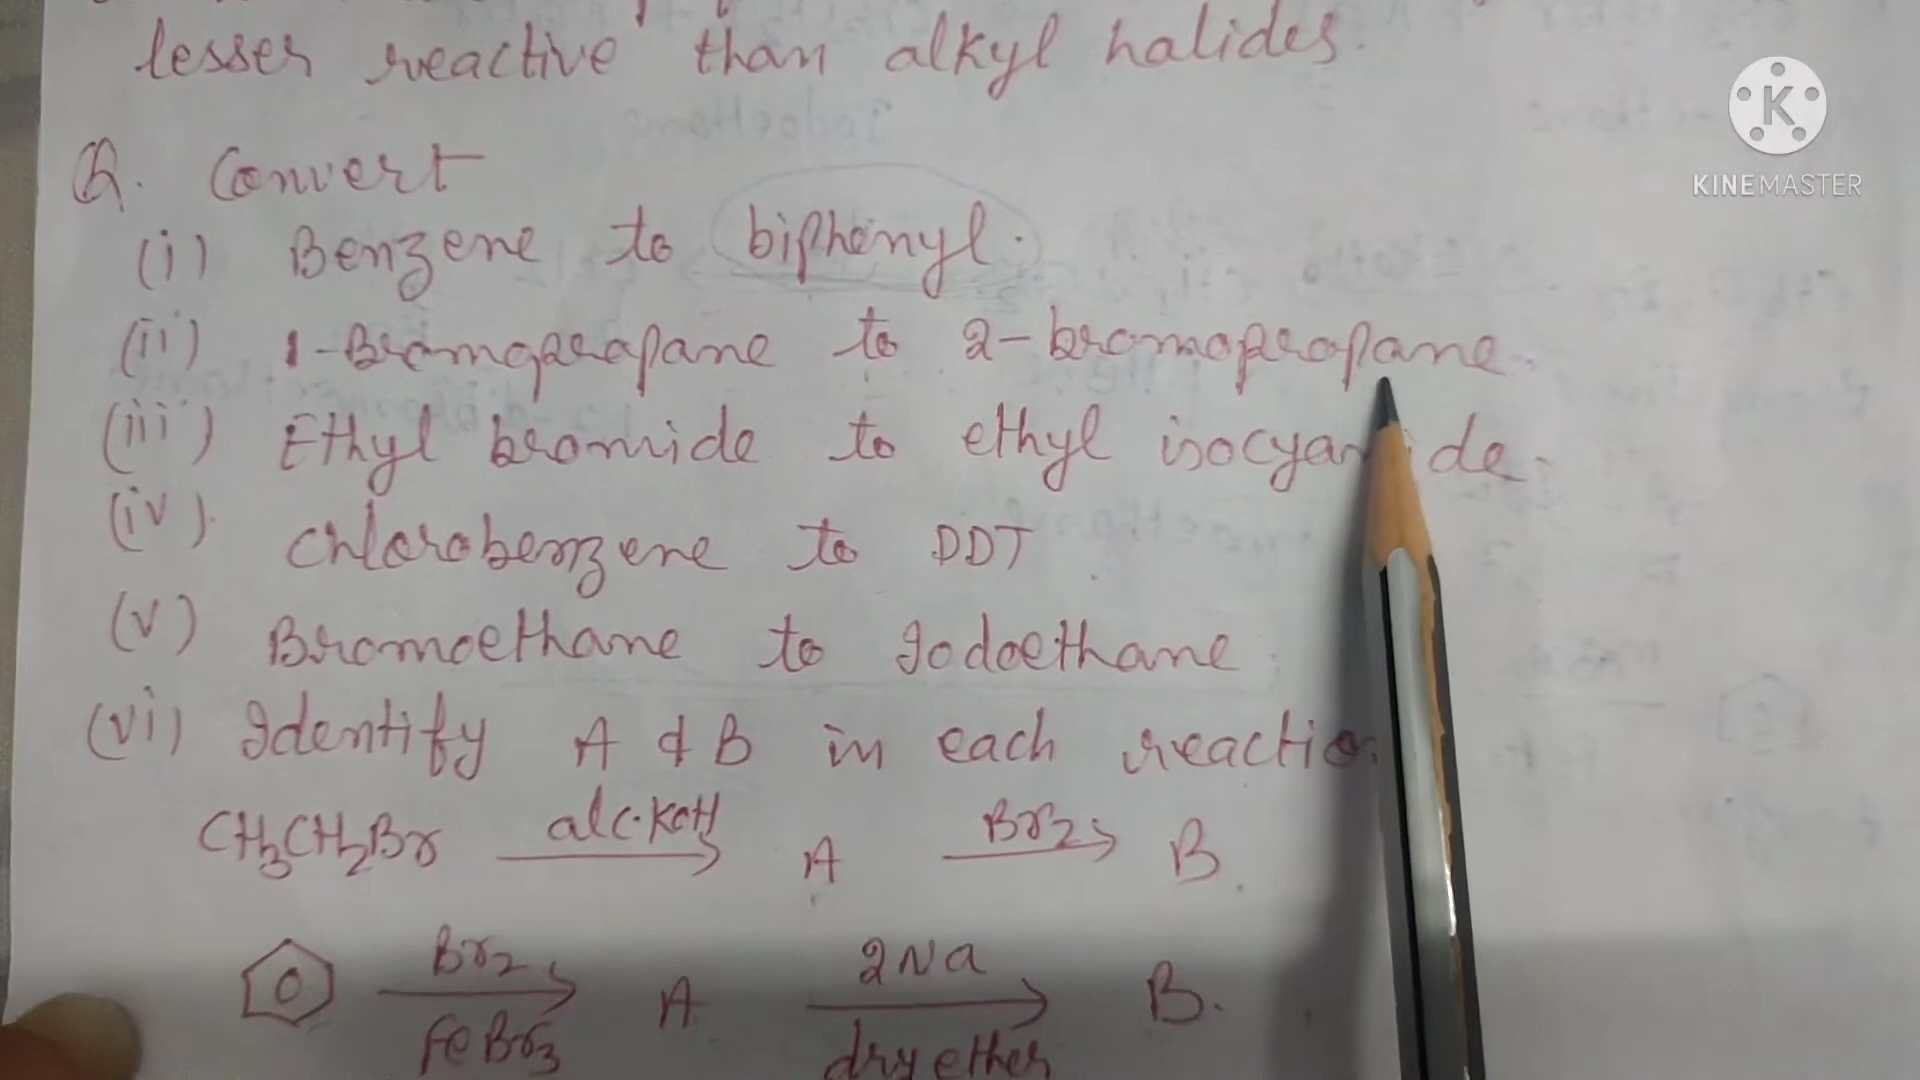 lesser reactive than alkyl halides.
KINEMASTER
Q. Convert
(i) Benzene to biphenyl.
(ii) 1-Bromopropane to 2-bromopropane.
(iii) Ethyl bromide to ethyl isocyanide.
(iv). Chlorobenzene to DDT
(v) Bromoethane to Iodoethane
(vi) Identify A & B in each reaction
CH3CH2Br alc.KOH A Br2 B.
Br2 FeBr3 A 2Na dry ether B.